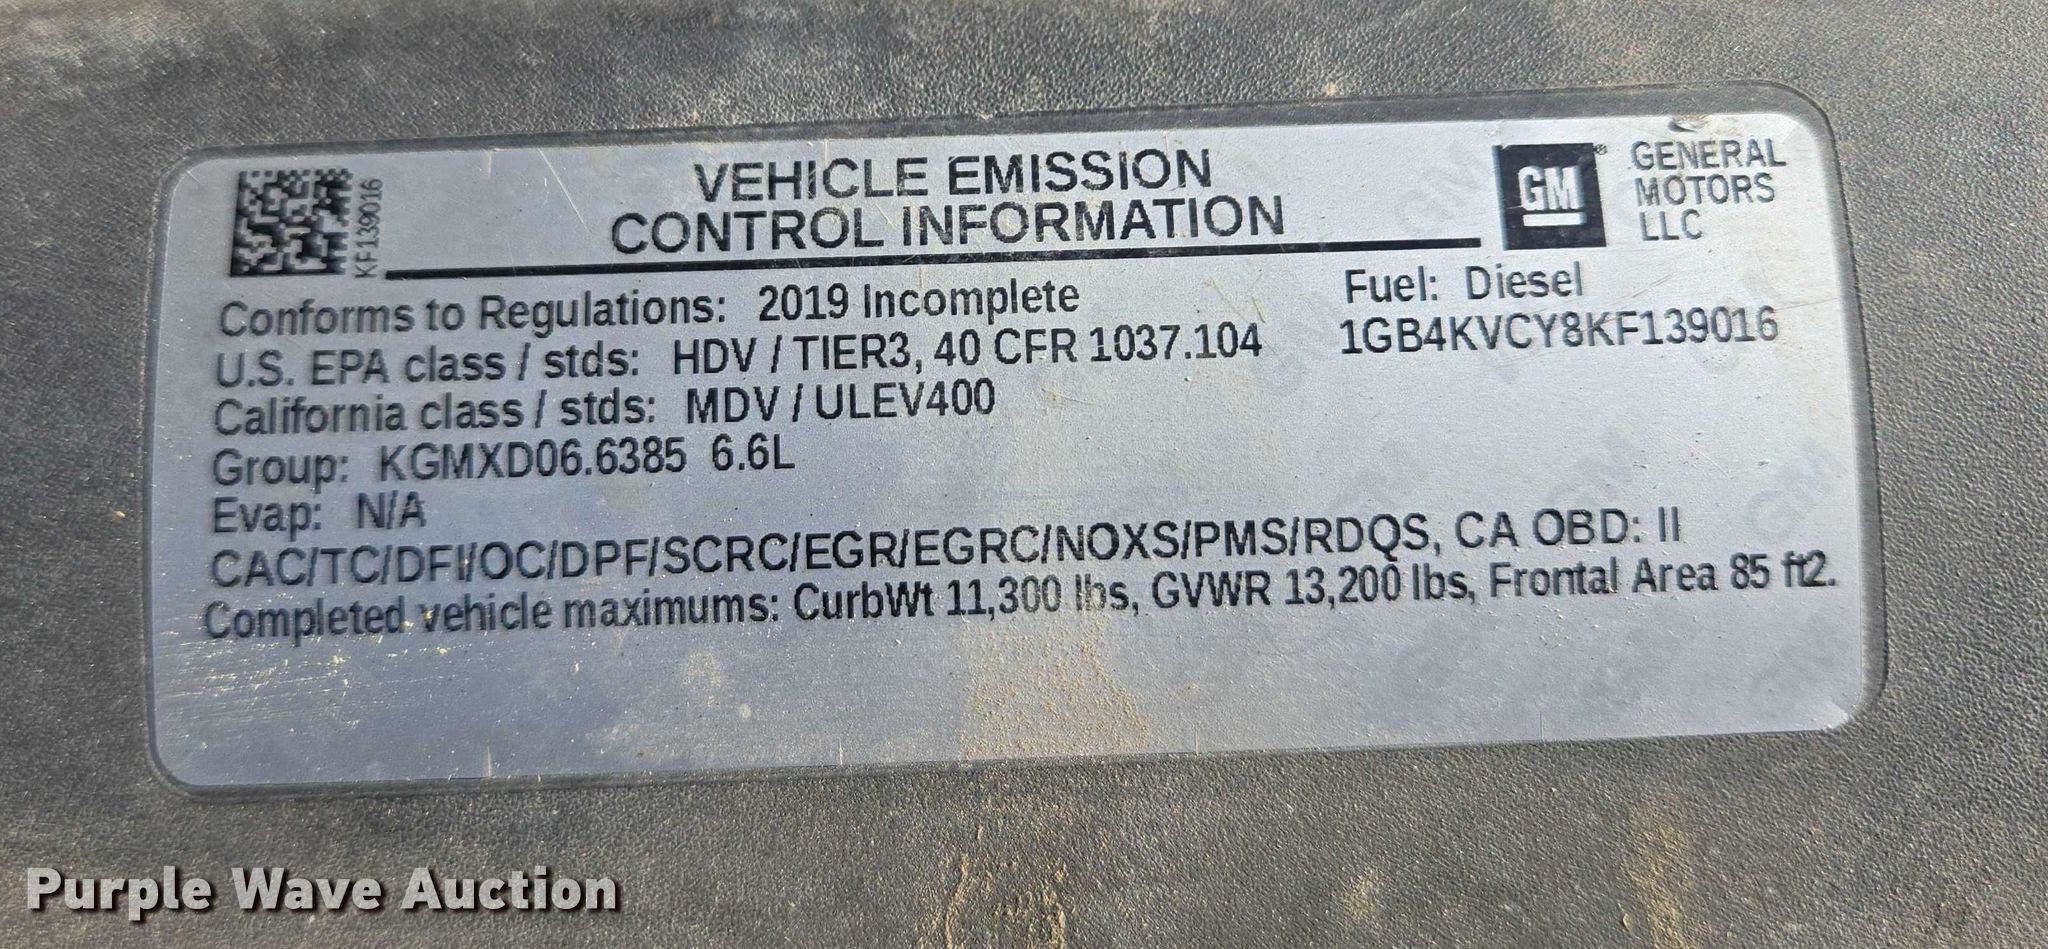 VEHICLE EMISSION
CONTROL INFORMATION
KF139016
GM ® GENERAL
MOTORS
LLC
Conforms to Regulations: 2019 Incomplete
Fuel: Diesel
U.S. EPA class / stds: HDV / TIER3, 40 CFR 1037.104
1GB4KVCY8KF139016
California class / stds: MDV / ULEV400
Group: KGMXD06.6385 6.6L
Evap: N/A
CAC/TC/DFI/OC/DPF/SCRC/EGR/EGRC/NOXS/PMS/RDQS, CA OBD: II
Completed vehicle maximums: CurbWt 11,300 lbs, GVWR 13,200 lbs, Frontal Area 85 ft2.
Purple Wave Auction